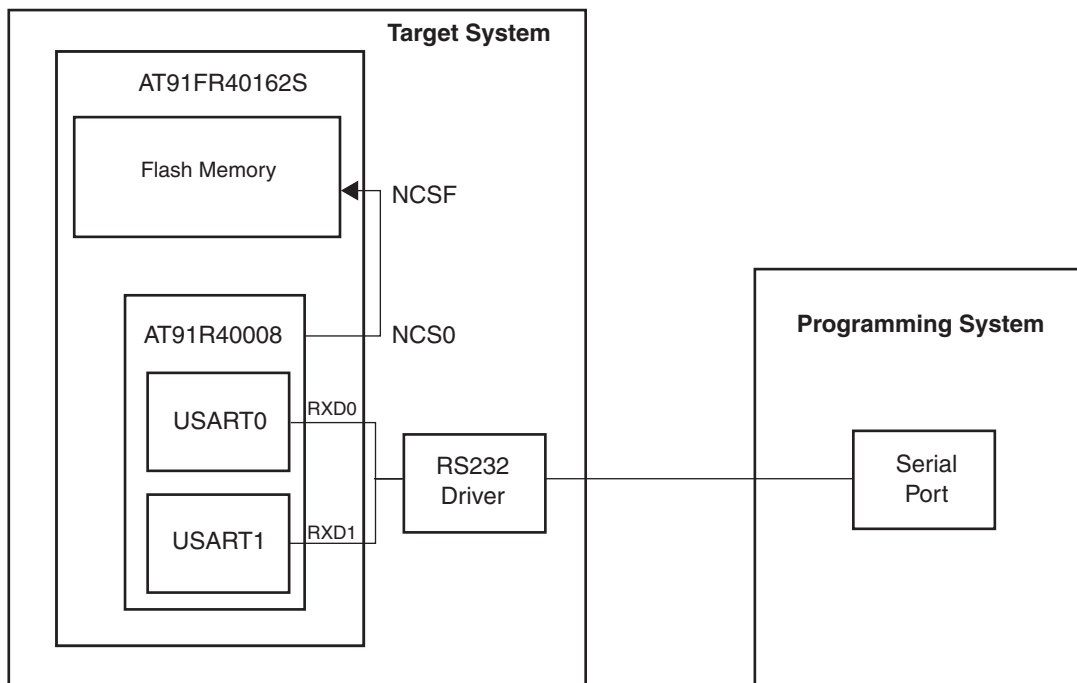 Target System
AT91FR40162S
Flash Memory
NCSF
AT91R40008
NCS0
Programming System
USART0
RXD0
RS232
Driver
Serial
Port
USART1
RXD1